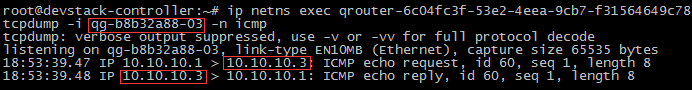 root@devstack-controller:~# ip netns exec qrouter-6c04fc3f-53e2-4eea-9cb7-f31564649c78
tcpdump -i qg-b8b32a88-03 -n icmp
tcpdump: verbose output suppressed, use -v or -vv for full protocol decode
listening on qg-b8b32a88-03, link-type EN10MB (Ethernet), capture size 65535 bytes
18:53:39.47 IP 10.10.10.1 > 10.10.10.3: ICMP echo request, id 60, seq 1, length 8
18:53:39.48 IP 10.10.10.3 > 10.10.10.1: ICMP echo reply, id 60, seq 1, length 8